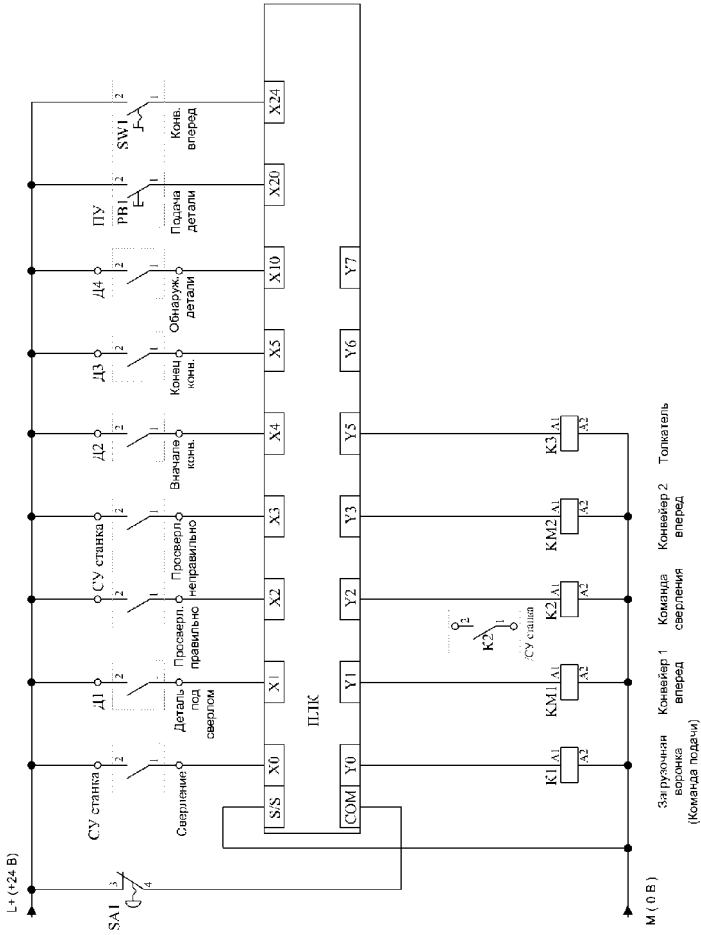 L+ (+24 В)
SA1
3
4
СУ станка
2
1
Сверление
Д1
2
1
Деталь
под
сверлом
2
1
Просверл.
правильно
СУ станка
2
1
Просверл.
неправильно
Д2
2
1
Вначале
конв.
Д3
2
1
Конец
конв.
Д4
2
1
Обнаруж.
детали
ПУ
PB1
2
1
Подача
детали
SW1
2
1
Конв.
вперед
S/S
X0
X1
X2
X3
X4
X5
X10
X20
X24
ПЛК
COM
Y0
Y1
Y2
Y3
Y5
Y6
Y7
K2
2
1
/СУ станка
K1
A1
A2
KM1
A1
A2
K2
A1
A2
KM2
A1
A2
K3
A1
A2
M ( 0 В )
Загрузочная
воронка
(Команда подачи)
Конвейер 1
вперед
Команда
сверления
Конвейер 2
вперед
Толкатель